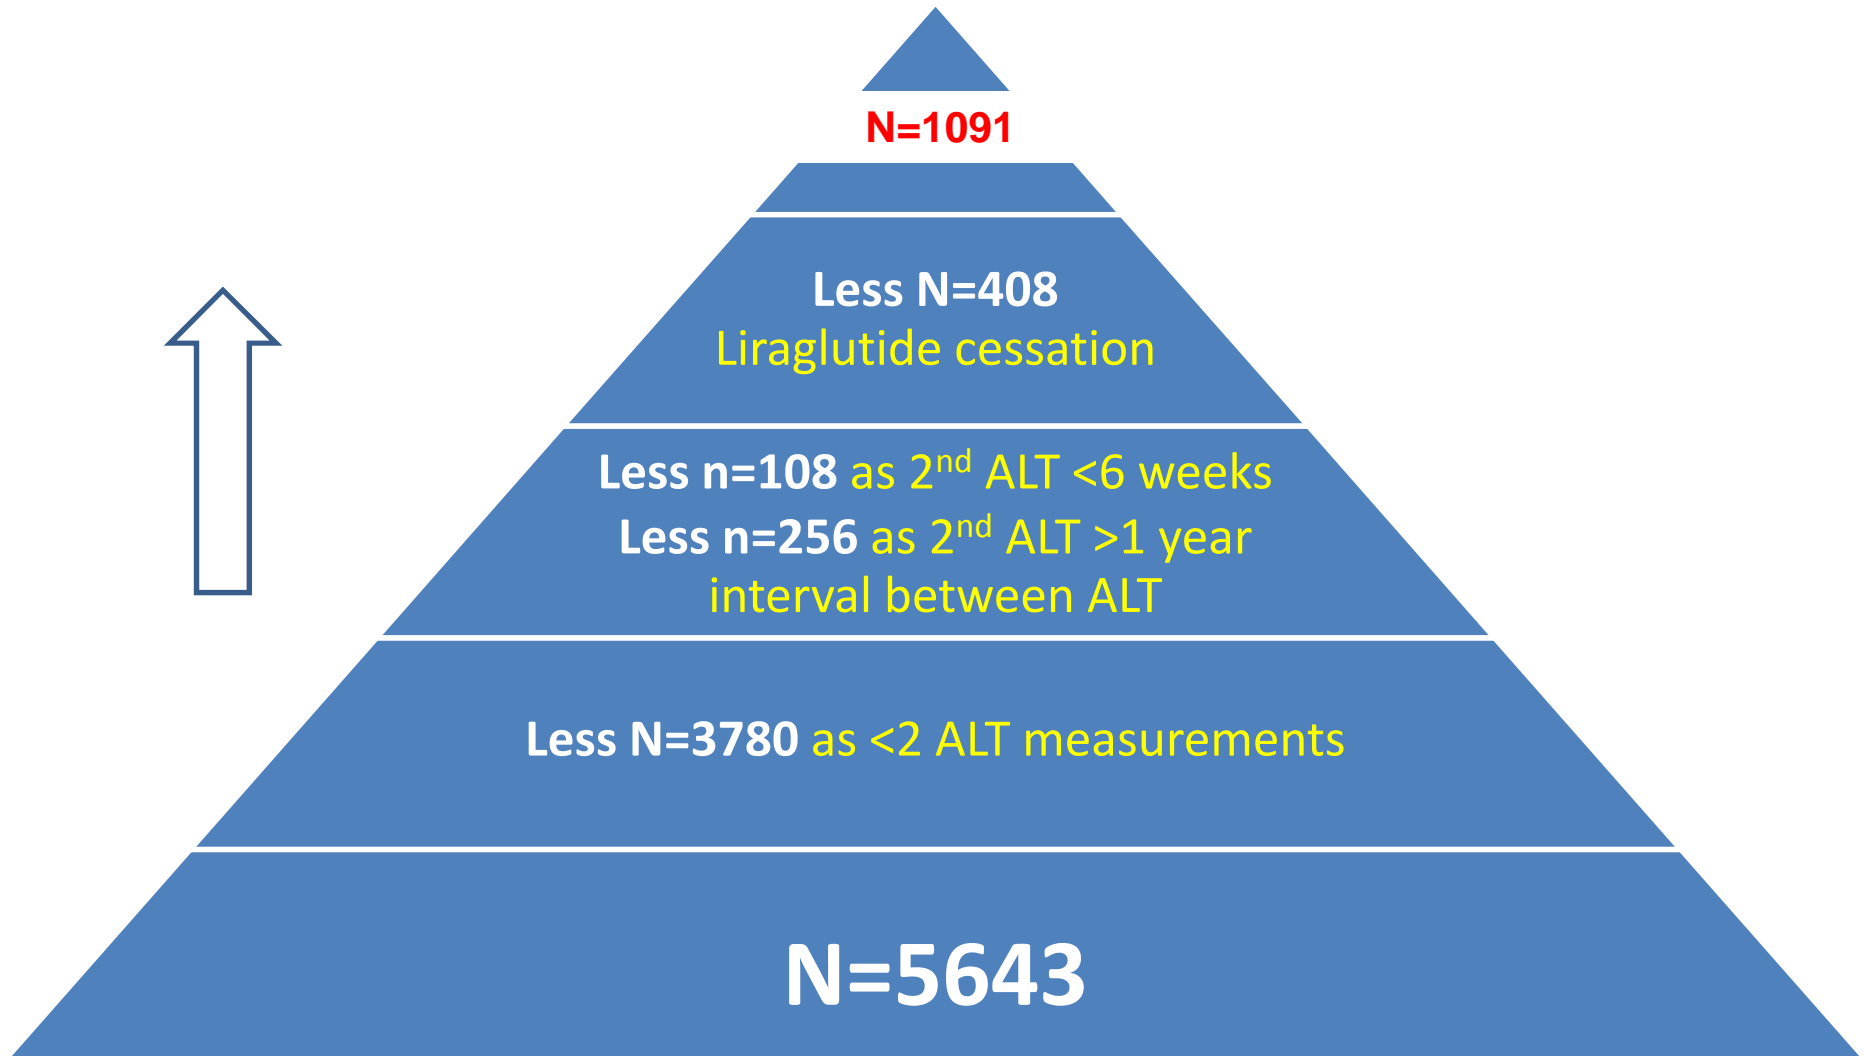 N=1091
Less N=408
Liraglutide cessation
Less n=108 as 2nd ALT <6 weeks
Less n=256 as 2nd ALT >1 year
interval between ALT
Less N=3780 as <2 ALT measurements
N=5643